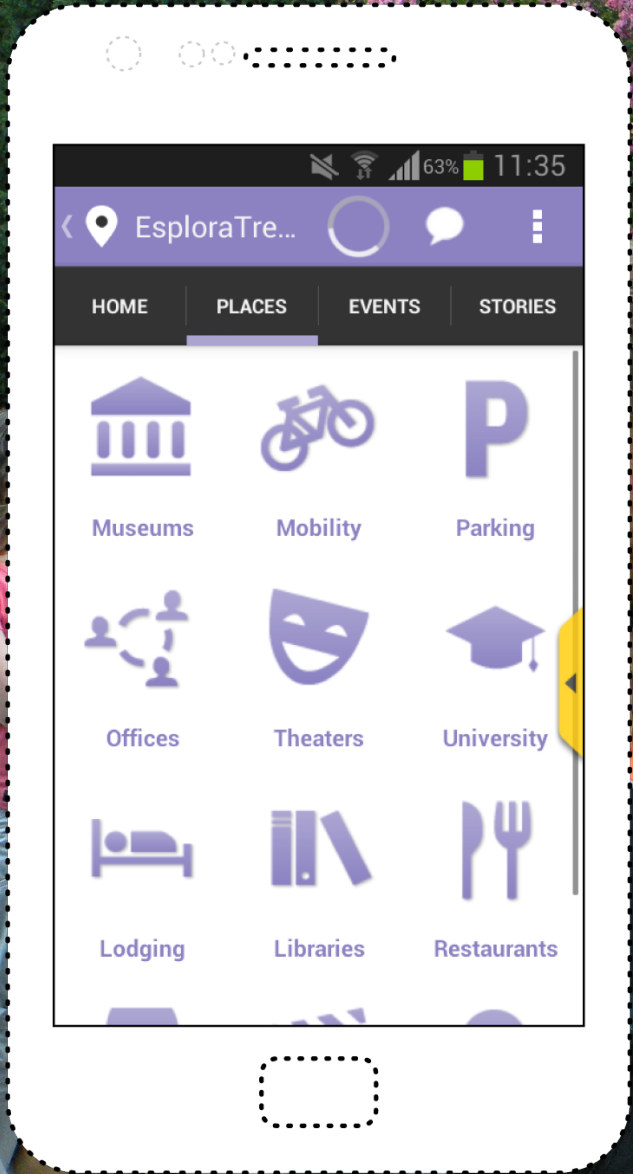 63% 11:35
EsploraTre...
HOME PLACES EVENTS STORIES
Museums Mobility Parking
Offices Theaters University
Lodging Libraries Restaurants